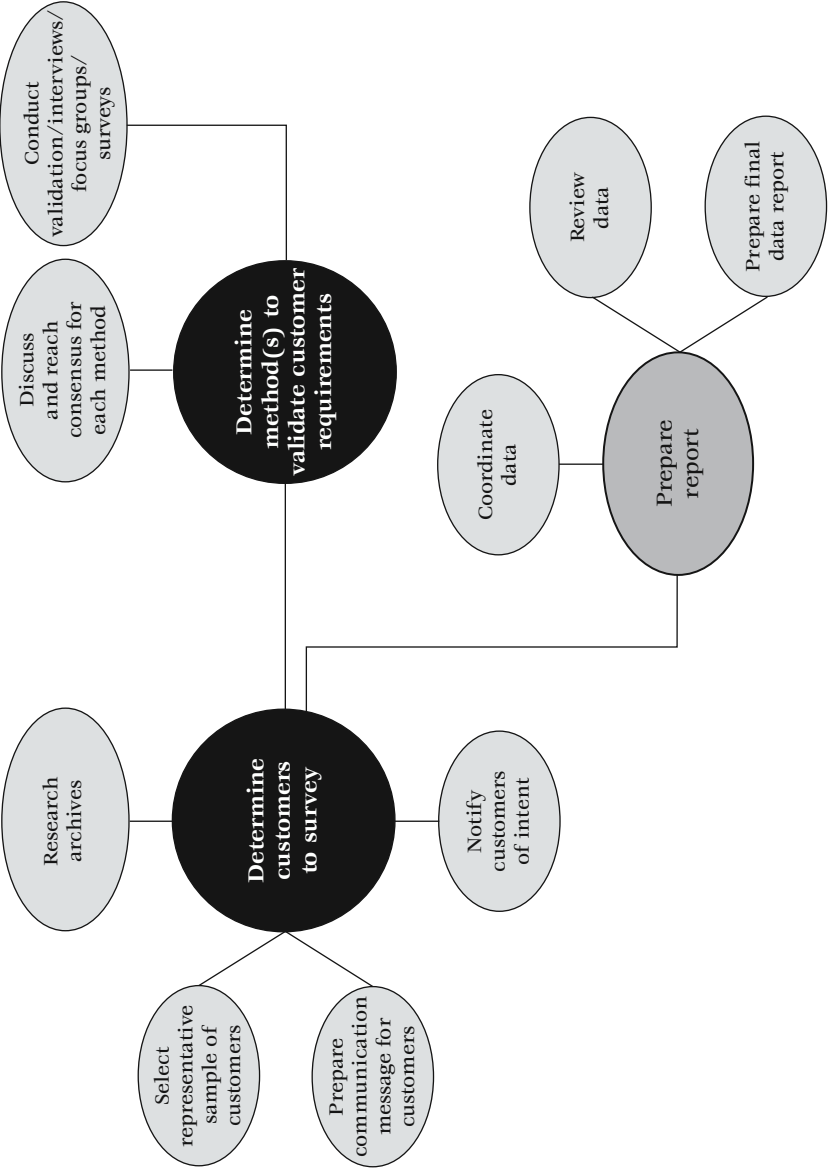 Research
archives
Discuss
and reach
consensus for
each method
Conduct
validation/interviews/
focus groups/
surveys
Select
representative
sample of
customers
Determine
customers
to survey
Determine
method(s) to
validate customer
requirements
Prepare
communication
message for
customers
Notify
customers
of intent
Coordinate
data
Review
data
Prepare
report
Prepare final
data report